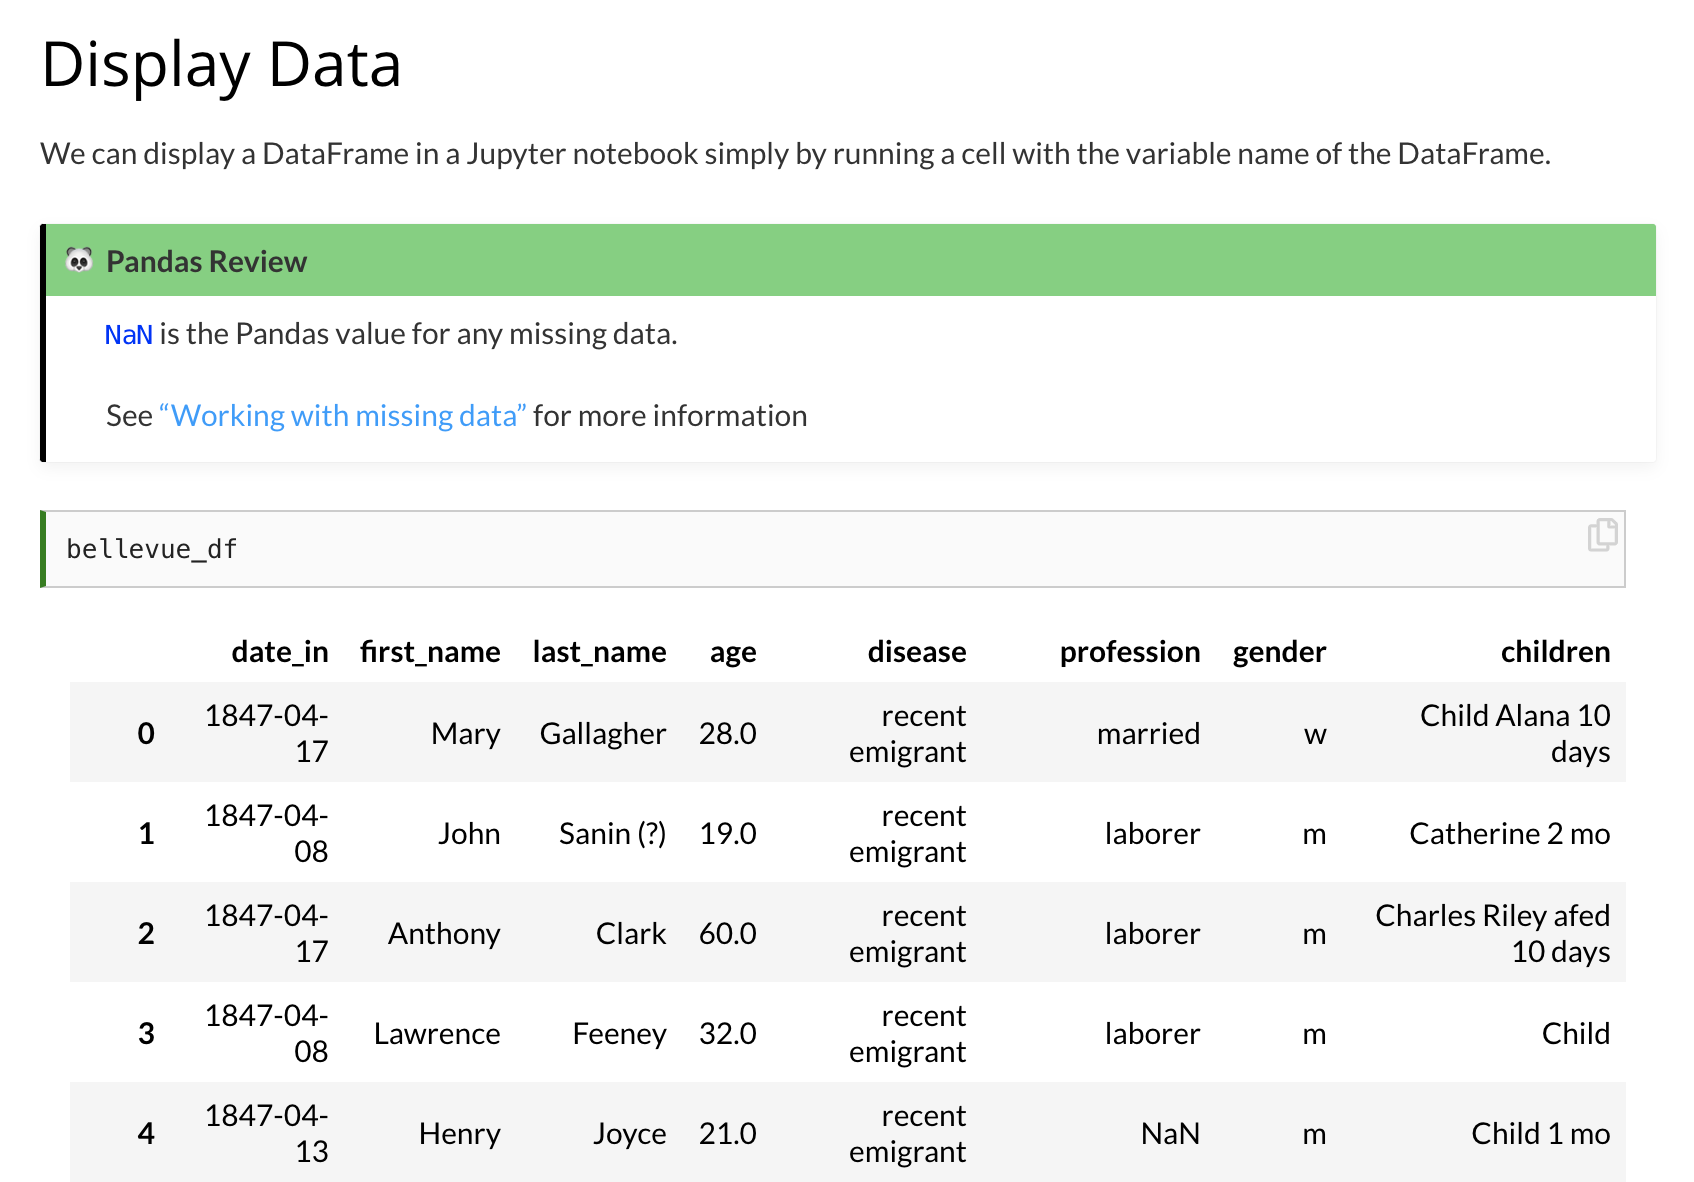 Display Data
We can display a DataFrame in a Jupyter notebook simply by running a cell with the variable name of the DataFrame.
🐼 Pandas Review
NaN is the Pandas value for any missing data.
See “Working with missing data” for more information
bellevue_df
date_in first_name last_name age disease profession gender children
0 1847-04-17 Mary Gallagher 28.0 recent emigrant married w Child Alana 10 days
1 1847-04-08 John Sanin (?) 19.0 recent emigrant laborer m Catherine 2 mo
2 1847-04-17 Anthony Clark 60.0 recent emigrant laborer m Charles Riley afed 10 days
3 1847-04-08 Lawrence Feeney 32.0 recent emigrant laborer m Child
4 1847-04-13 Henry Joyce 21.0 recent emigrant NaN m Child 1 mo